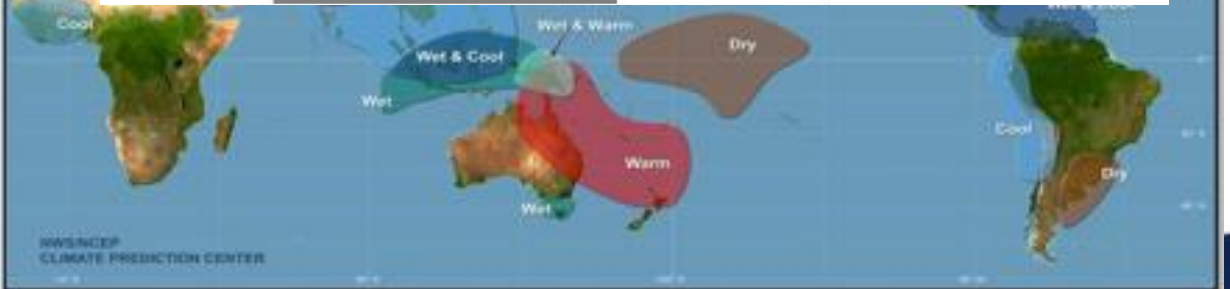 Cool
Wet & Warm
Wet & Cool
Dry
Wet
Cool
Warm
Dry
Wet
NWS/NCEP
CLIMATE PREDICTION CENTER